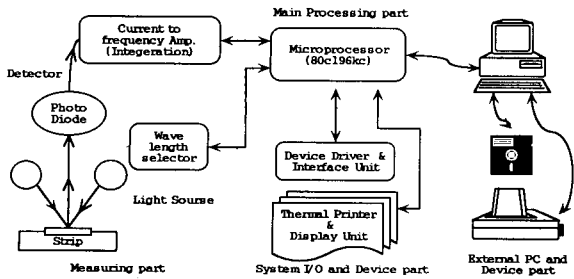 Main Processing part
Current to
frequency Amp.
(Integeration)
Microprocessor
(80c196kc)
Detector
Photo
Diode
Wave
length
selector
Device Driver &
Interface Unit
Light Sourse
Thermal Printer
&
Display Unit
Strip
Measuring part
System I/O and Device part
External PC and
Device part